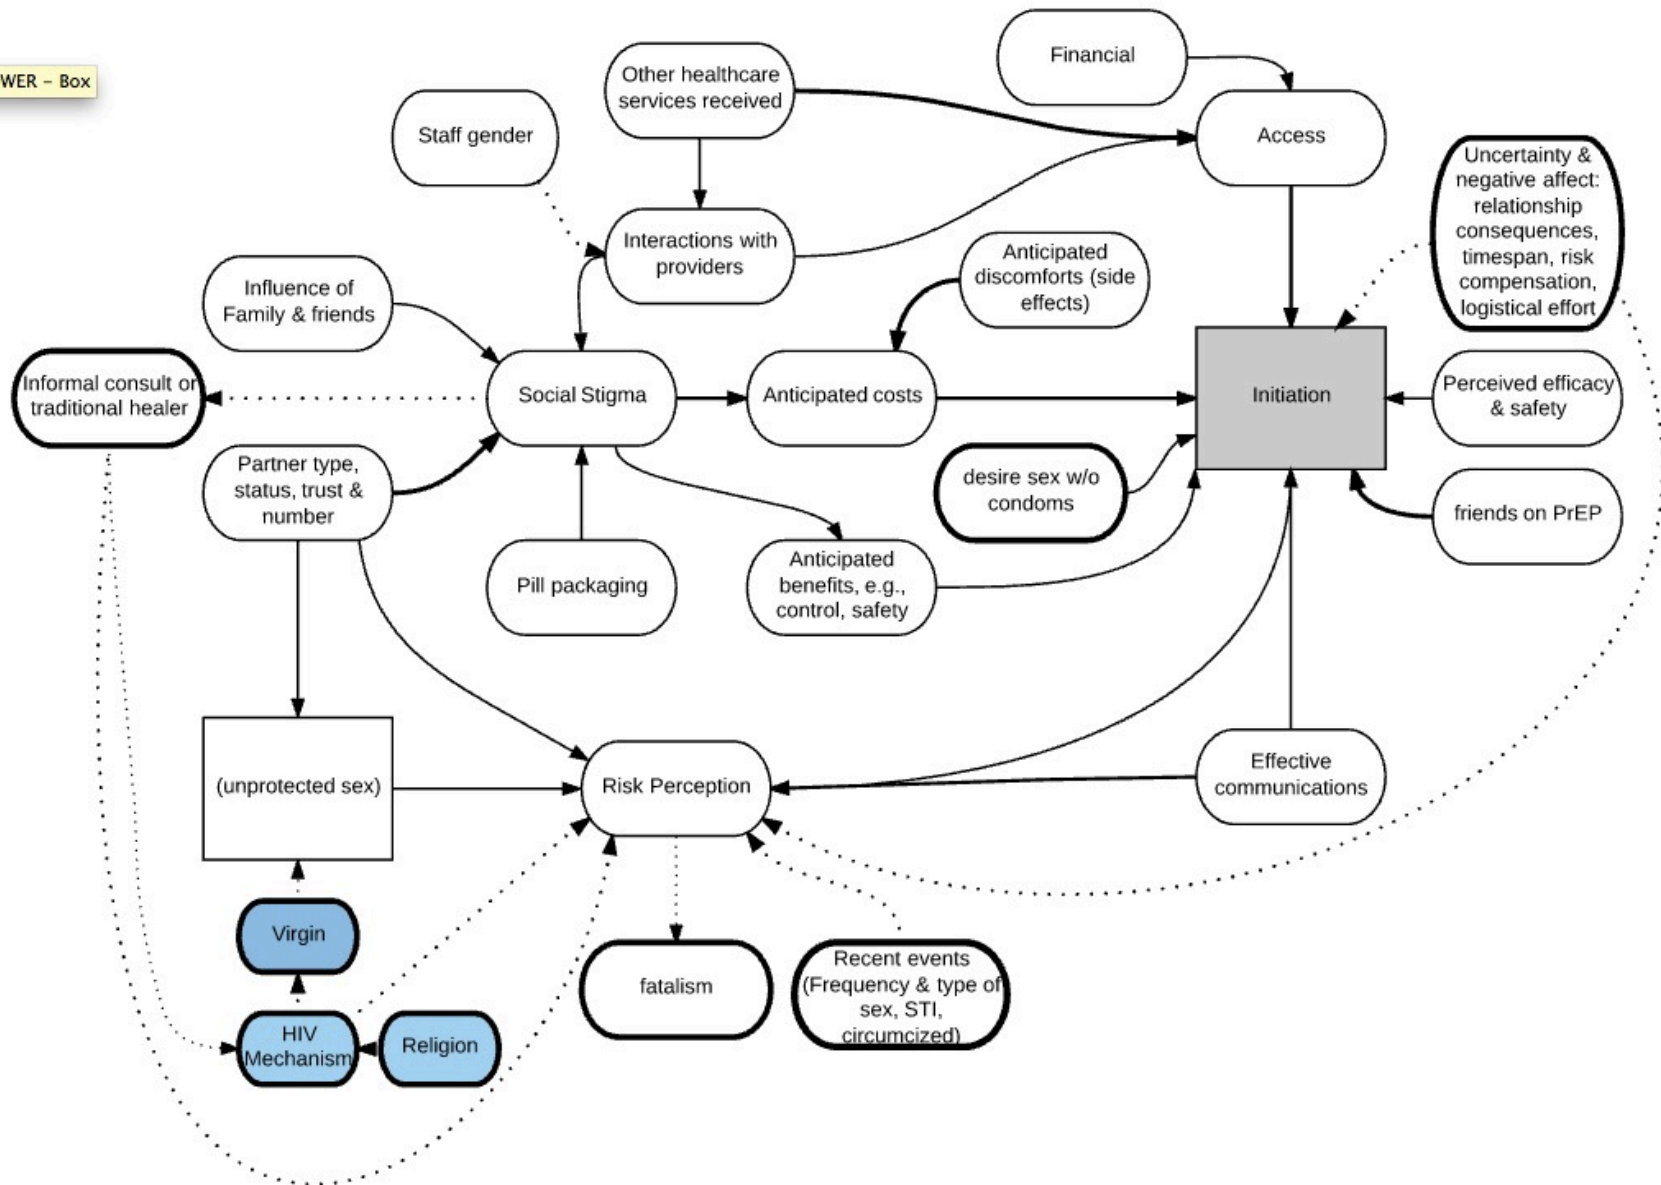 WER – Box
Financial
Other healthcare
services received
Staff gender
Access
Uncertainty &
negative affect:
relationship
consequences,
timespan, risk
compensation,
logistical effort
Interactions with
providers
Anticipated
discomforts (side
effects)
Influence of
Family & friends
Informal consult or
traditional healer
Social Stigma
Anticipated costs
Initiation
Perceived efficacy
& safety
Partner type,
status, trust &
number
desire sex w/o
condoms
friends on PrEP
Pill packaging
Anticipated
benefits, e.g.,
control, safety
(unprotected sex)
Risk Perception
Effective
communications
Virgin
fatalism
Recent events
(Frequency & type of
sex, STI,
circumcized)
HIV
Mechanism
Religion